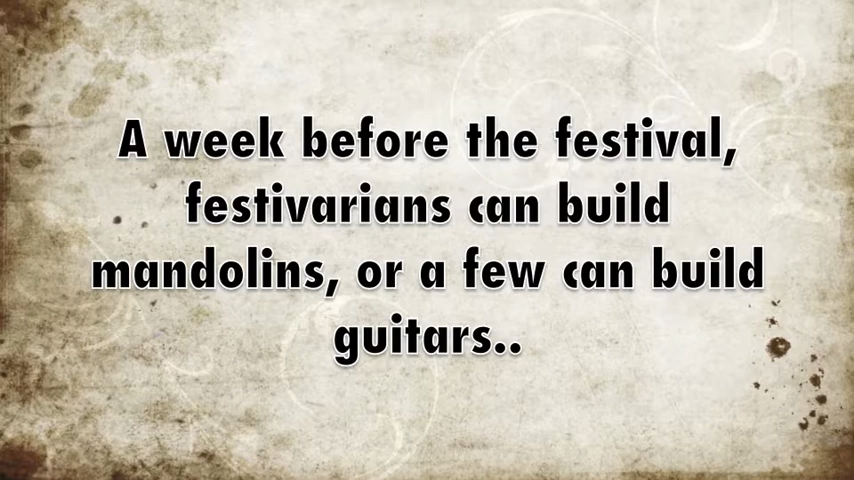 A week before the festival,
festivarians can build
mandolins, or a few can build
guitars..